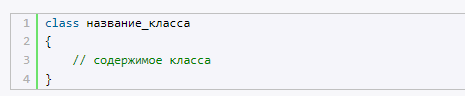 1 class название_класса
2 {
3 // содержимое класса
4 }